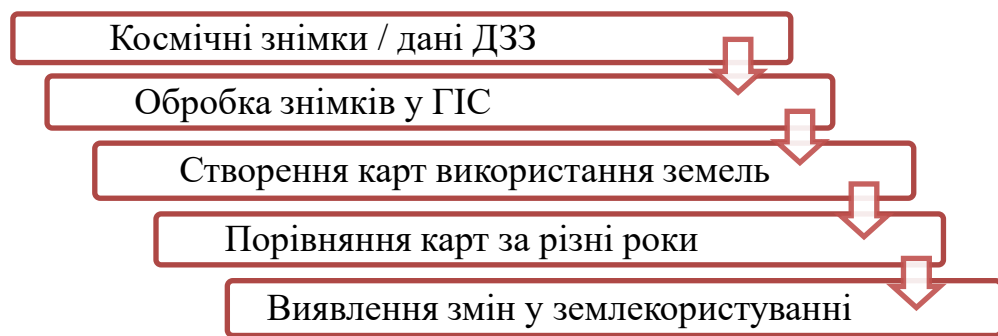 Космічні знімки / дані ДЗЗ
Обробка знімків у ГІС
Створення карт використання земель
Порівняння карт за різні роки
Виявлення змін у землекористуванні